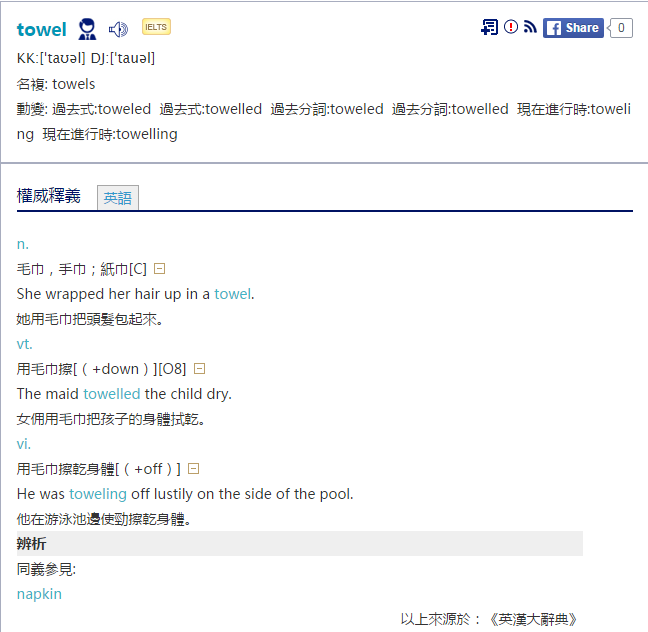 towel IELTS Share 0
KK:[ˈtaʊəl] DJ:[ˈtauəl]
名複: towels
動變: 過去式:toweled 過去式:towelled 過去分詞:toweled 過去分詞:towelled 現在進行時:toweli
ng 現在進行時:towelling
權威釋義 英語
n.
毛巾，手巾；紙巾[C]
She wrapped her hair up in a towel.
她用毛巾把頭髮包起來。
vt.
用毛巾擦[（+down）][O8]
The maid towelled the child dry.
女佣用毛巾把孩子的身體拭乾。
vi.
用毛巾擦乾身體[（+off）]
He was toweling off lustily on the side of the pool.
他在游泳池邊使勁擦乾身體。
辨析
同義參見:
napkin
以上來源於：《英漢大辭典》